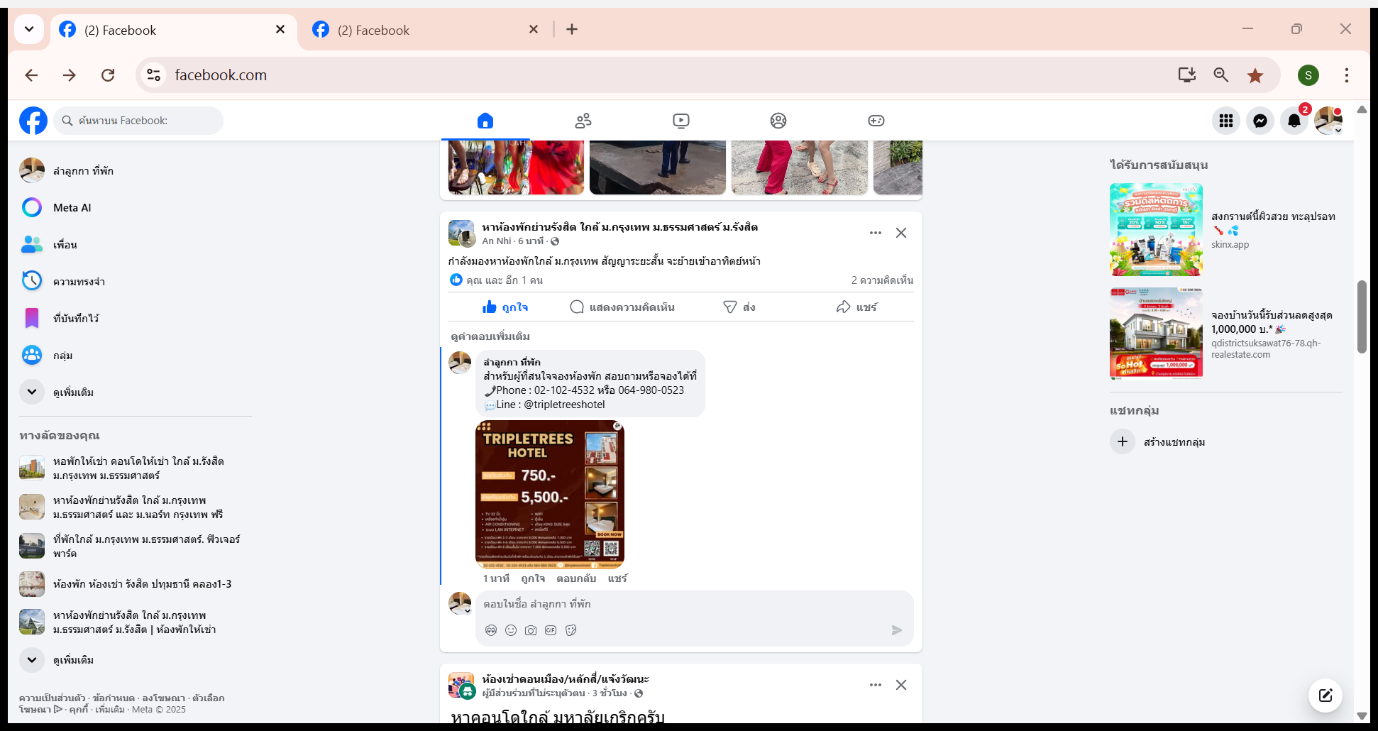 (2) Facebook
(2) Facebook
facebook.com
S
ค้นหาบน Facebook
2
ลำลูกกา ที่พัก
Meta AI
เพื่อน
ความทรงจำ
ที่บันทึกไว้
กลุ่ม
ดูเพิ่มเติม
ทางลัดของคุณ
หอพักให้เช่า คอนโดให้เช่า ใกล้ ม.รังสิต
ม.กรุงเทพ ม.ธรรมศาสตร์
หาห้องพักย่านรังสิต ใกล้ ม.กรุงเทพ
ม.ธรรมศาสตร์ และ ม.นอร์ท กรุงเทพ ฟรี
ที่พักใกล้ ม.กรุงเทพ ม.ธรรมศาสตร์. ฟิวเจอร์
พาร์ค
ห้องพัก ห้องเช่า รังสิต ปทุมธานี คลอง1-3
หาห้องพักย่านรังสิต ใกล้ ม.กรุงเทพ
ม.ธรรมศาสตร์ ม.รังสิต | ห้องพักให้เช่า
ดูเพิ่มเติม
ความเป็นส่วนตัว · ข้อกำหนด · ลงโฆษณา · ตัวเลือก
โฆษณา · คุกกี้ · เพิ่มเติม · Meta © 2025
หาห้องพักย่านรังสิต ใกล้ ม.กรุงเทพ ม.ธรรมศาสตร์ ม.รังสิต
An Nhi · 6 นาที ·
กำลังมองหาห้องพักใกล้ ม.กรุงเทพ สัญญาระยะสั้น จะย้ายเข้าอาทิตย์หน้า
คุณ และ อีก 1 คน
2 ความคิดเห็น
ถูกใจ
แสดงความคิดเห็น
ส่ง
แชร์
ดูคำตอบเพิ่มเติม
ลำลูกกา ที่พัก
สำหรับผู้ที่สนใจจองห้องพัก สอบถามหรือจองได้ที่
Phone : 02-102-4532 หรือ 064-980-0523
Line : @tripletreeshotel
TRIPLETREES
HOTEL
750.-
5,500.-
BOOK NOW
1 นาที ถูกใจ ตอบกลับ แชร์
ตอบในชื่อ ลำลูกกา ที่พัก
GIF
ห้องเช่าดอนเมือง/หลักสี่/แจ้งวัฒนะ
ผู้มีส่วนร่วมที่ไม่ระบุตัวตน · 3 ชั่วโมง ·
หาคอนโดใกล้ มหาลัยเกริกครับ
ได้รับการสนับสนุน
สงกรานต์นี้ผิวสวย ทะลุปรอท
skinx.app
จองบ้านวันนี้รับส่วนลดสูงสุด
1,000,000 บ.*
qdistrictsuksawat76-78.qh-
realestate.com
แชทกลุ่ม
สร้างแชทกลุ่ม